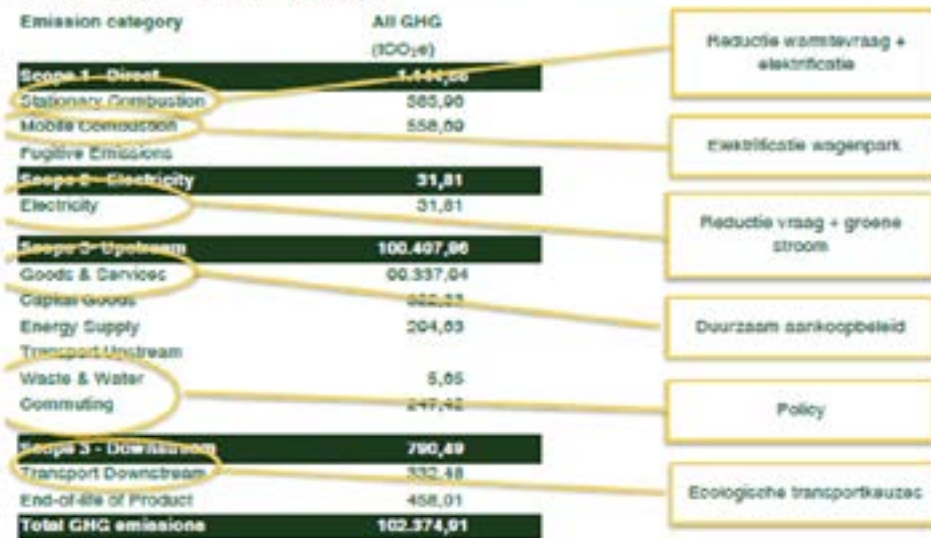 Emission category All GHG
(tCO₂e)
Scope 1 - Direct
Stationary Combustion 585,96
Mobile Combustion 558,69
Fugitive Emissions
Scope 2 - Electricity 31,81
Electricity 31,81
Scope 3- Upstream 100.407,96
Goods & Services
Capital Goods
Energy Supply 204,63
Transport Upstream
Waste & Water 5,65
Commuting 247,42
Scope 3 - Downstream 790,49
Transport Downstream 332,48
End-of-life of Product 458,01
Total GHG emissions 102.374,91
Reductie warmtevraag +
elektrificatie
Elektrificatie wagenpark
Reductie vraag + groene
stroom
Duurzaam aankoopbeleid
Policy
Ecologische transportkeuzes